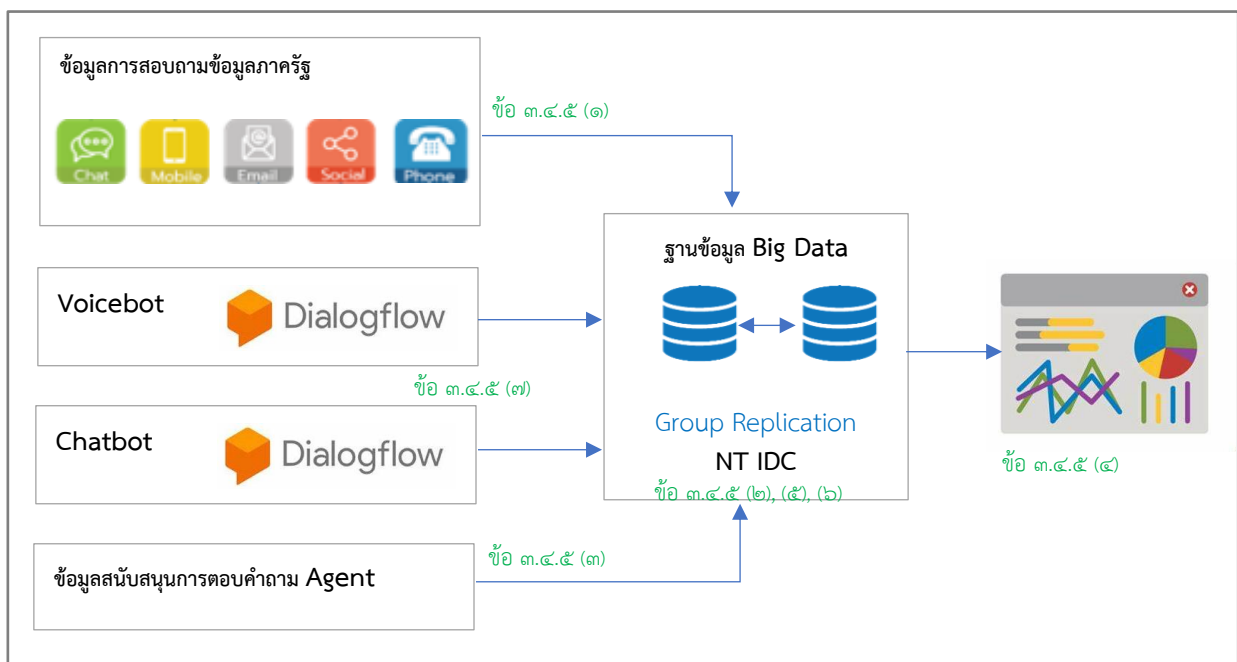 ข้อมูลการสอบถามข้อมูลภาครัฐ
Chat Mobile Email Social Phone
ข้อ ๓.๔.๕ (๑)
Voicebot Dialogflow
ข้อ ๓.๔.๕ (๗)
Chatbot Dialogflow
ข้อมูลสนับสนุนการตอบคำถาม Agent
ข้อ ๓.๔.๕ (๓)
ฐานข้อมูล Big Data
Group Replication
NT IDC
ข้อ ๓.๔.๕ (๒), (๕), (๖)
ข้อ ๓.๔.๕ (๔)